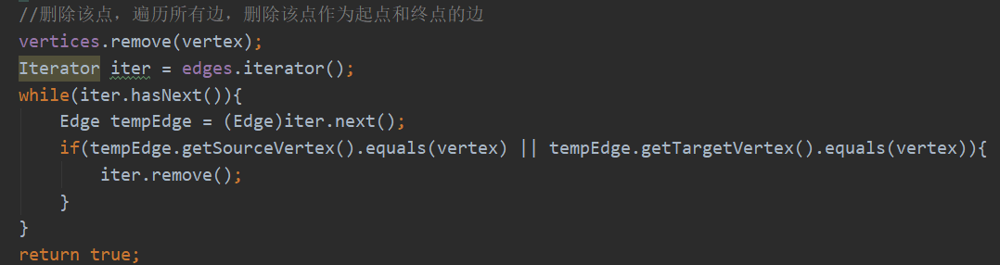 //删除该点，遍历所有边，删除该点作为起点和终点的边
vertices.remove(vertex);
Iterator iter = edges.iterator();
while(iter.hasNext()){
    Edge tempEdge = (Edge)iter.next();
    if(tempEdge.getSourceVertex().equals(vertex) || tempEdge.getTargetVertex().equals(vertex)){
        iter.remove();
    }
}
return true;